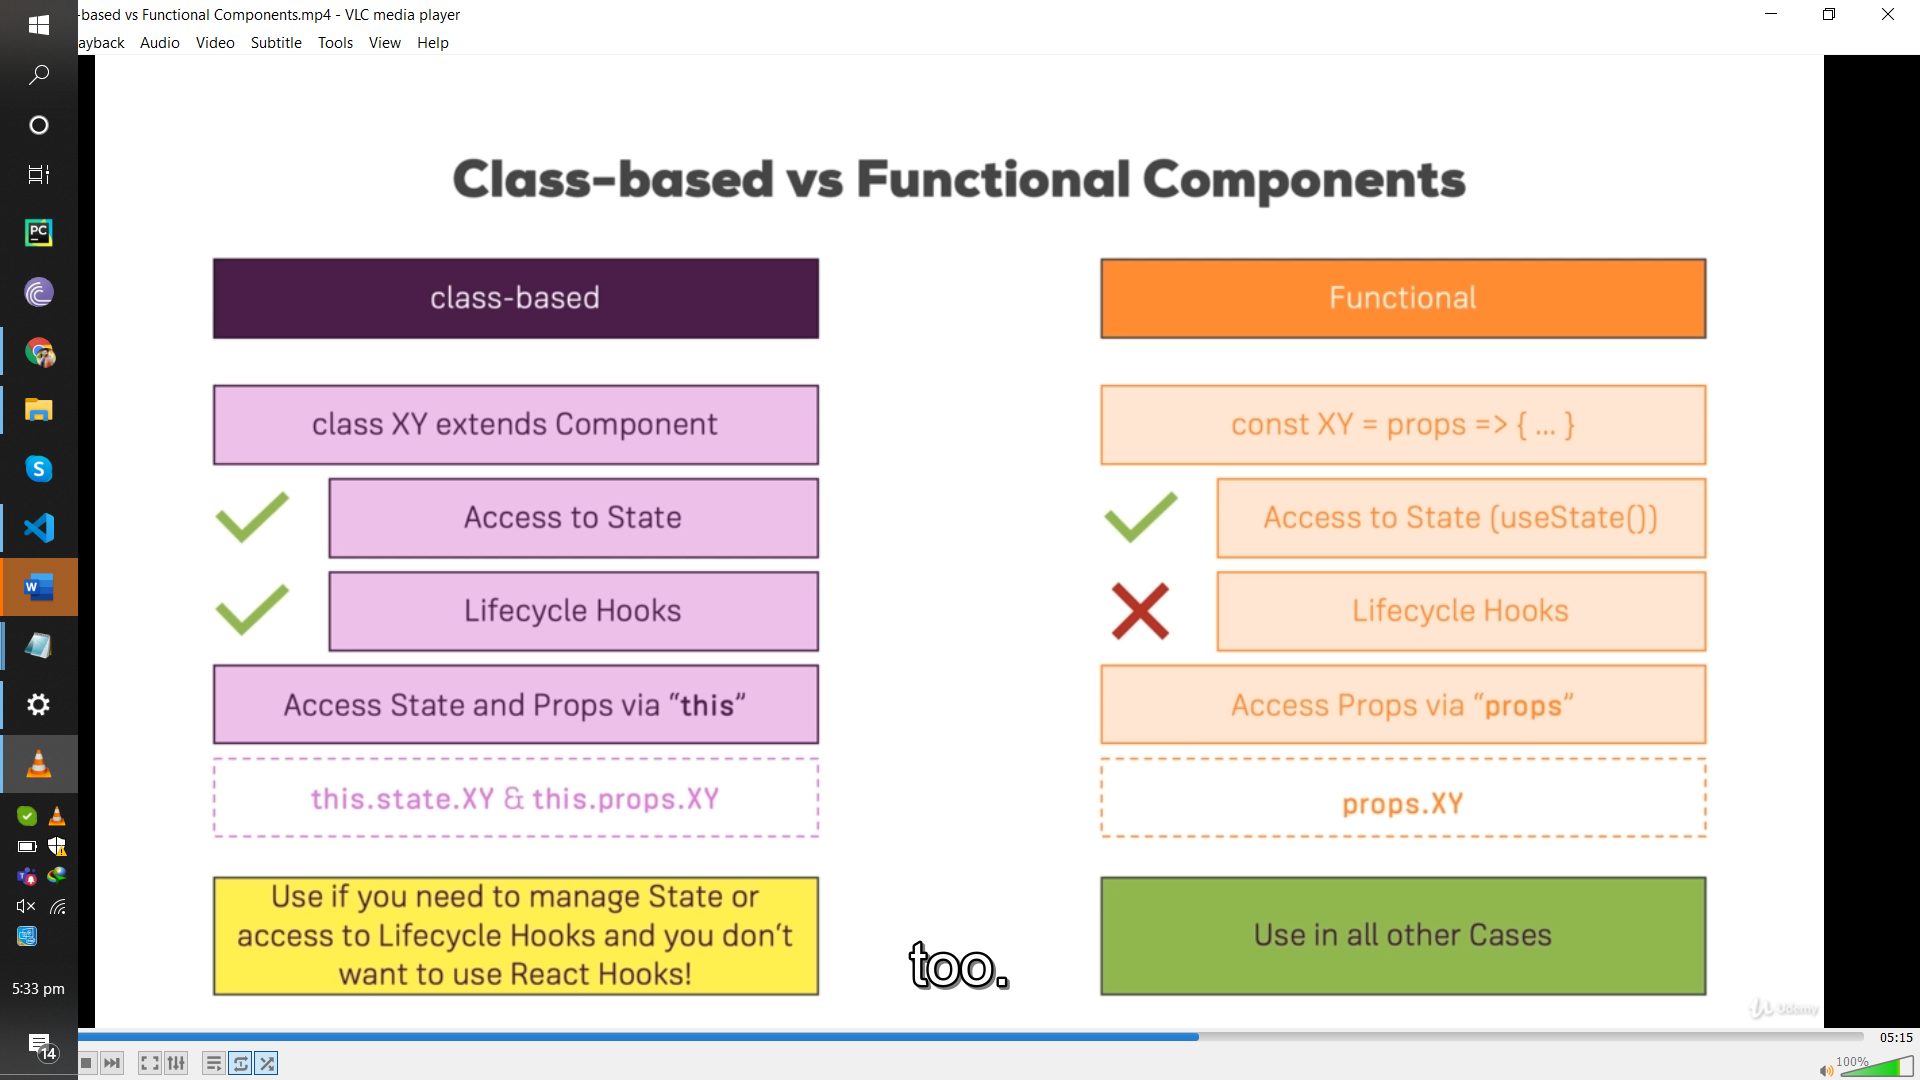 -based vs Functional Components.mp4 - VLC media player
ayback Audio Video Subtitle Tools View Help
Class-based vs Functional Components
class-based
class XY extends Component
Access to State
Lifecycle Hooks
Access State and Props via “this”
this.state.XY & this.props.XY
Use if you need to manage State or
access to Lifecycle Hooks and you don’t
want to use React Hooks!
Functional
const XY = props => { ... }
Access to State (useState())
Lifecycle Hooks
Access Props via “props”
props.XY
Use in all other Cases
too.
Udemy
PC
S
W
5:33 pm
14
05:15
100%